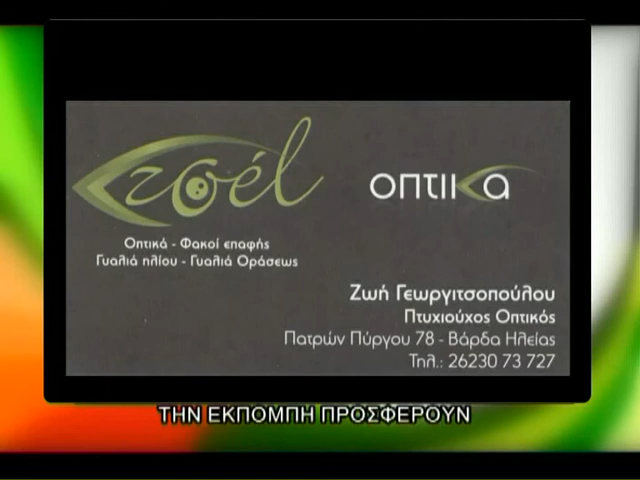 ζοέl
οπτικα
Οπτικά - Φακοί επαφής
Γυαλιά ηλίου - Γυαλιά Οράσεως
Ζωή Γεωργιτσοπούλου
Πτυχιούχος Οπτικός
Πατρών Πύργου 78 - Βάρδα Ηλείας
Τηλ.: 26230 73 727
ΤΗΝ ΕΚΠΟΜΠΗ ΠΡΟΣΦΕΡΟΥΝ